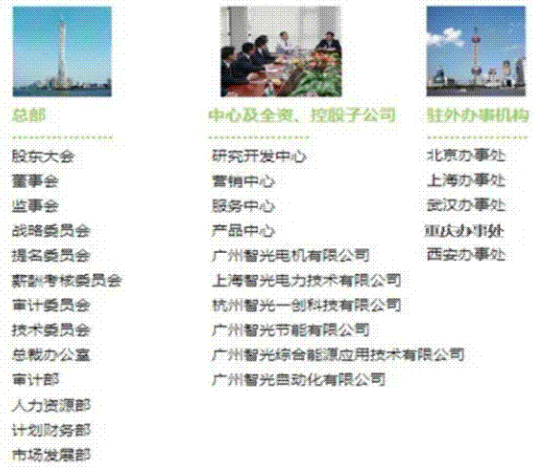 总部
股东大会
董事会
监事会
战略委员会
提名委员会
薪酬考核委员会
审计委员会
技术委员会
总裁办公室
审计部
人力资源部
计划财务部
市场发展部
中心及全资、控股子公司
研究开发中心
营销中心
服务中心
产品中心
广州智光电机有限公司
上海智光电力技术有限公司
杭州智光一创科技有限公司
广州智光节能有限公司
广州智光综合能源应用技术有限公司
广州智光自动化有限公司
驻外办事机构
北京办事处
上海办事处
武汉办事处
重庆办事处
西安办事处